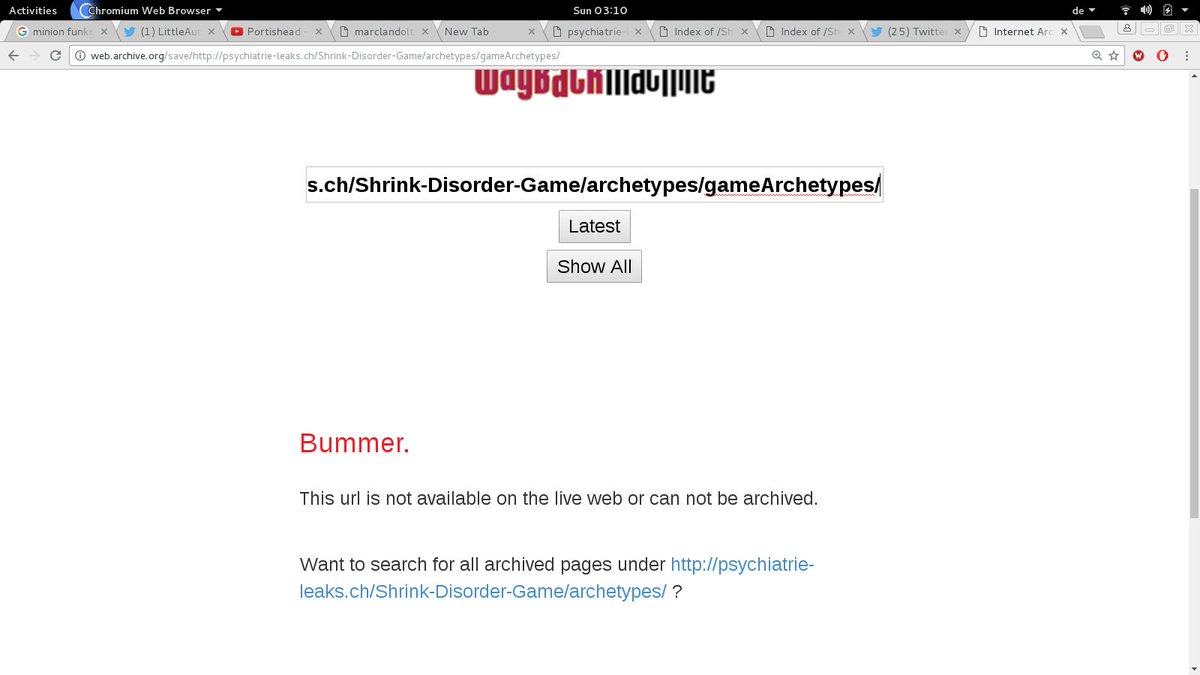 Activities Chromium Web Browser Sun 03:10 de
minion funk (1) LittleAut Portishead - marclandolt New Tab psychiatrie- Index of /Sh Index of /Sh (25) Twitte Internet Arc
web.archive.org/save/http://psychiatrie-leaks.ch/Shrink-Disorder-Game/archetypes/gameArchetypes/
WayBackMachine
s.ch/Shrink-Disorder-Game/archetypes/gameArchetypes/
Latest
Show All
Bummer.
This url is not available on the live web or can not be archived.
Want to search for all archived pages under http://psychiatrie-
leaks.ch/Shrink-Disorder-Game/archetypes/ ?